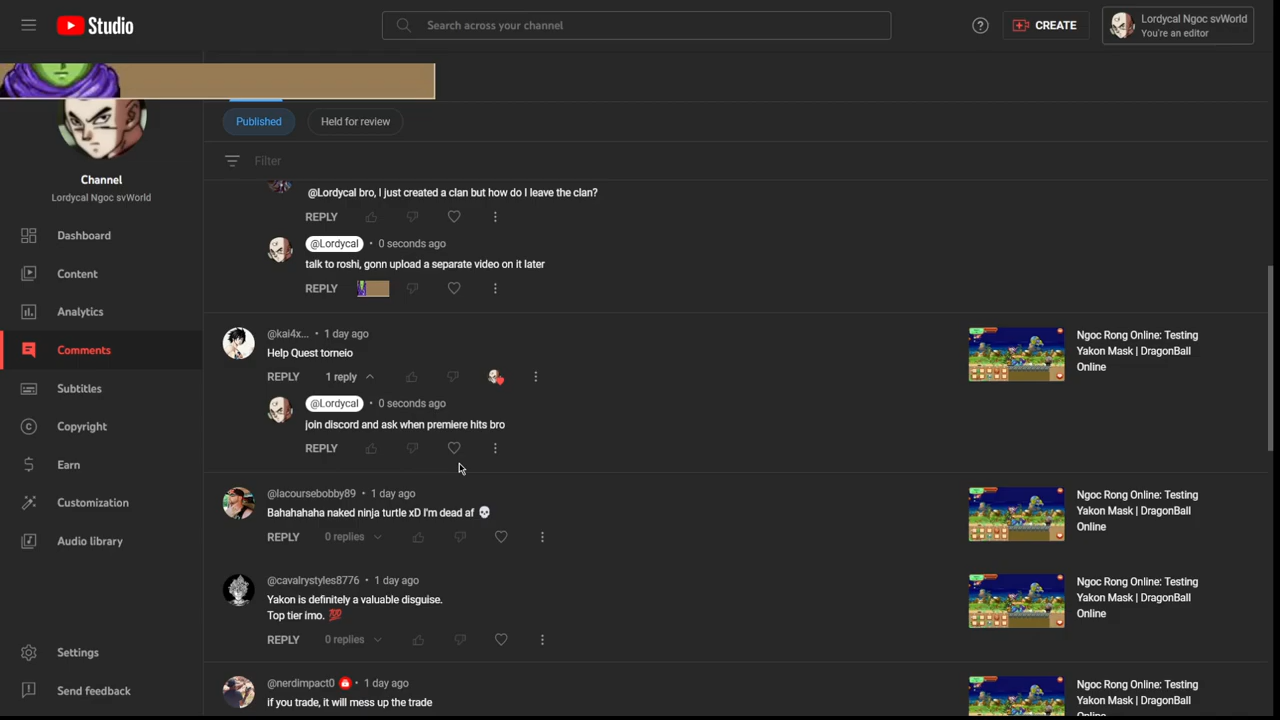 Studio
Search across your channel
CREATE
Lordycal Ngoc svWorld
You're an editor
Published
Held for review
Filter
Channel
Lordycal Ngoc svWorld
Dashboard
Content
Analytics
Comments
Subtitles
Copyright
Earn
Customization
Audio library
Settings
Send feedback
@Lordycal bro, I just created a clan but how do I leave the clan?
REPLY
@Lordycal • 0 seconds ago
talk to roshi, gonn upload a separate video on it later
REPLY
@kai4x... • 1 day ago
Help Quest torneio
REPLY 1 reply
@Lordycal • 0 seconds ago
join discord and ask when premiere hits bro
REPLY
Ngoc Rong Online: Testing
Yakon Mask | DragonBall
Online
@lacoursebobby89 • 1 day ago
Bahahahaha naked ninja turtle xD I'm dead af 💀
REPLY 0 replies
Ngoc Rong Online: Testing
Yakon Mask | DragonBall
Online
@cavalrystyles8776 • 1 day ago
Yakon is definitely a valuable disguise.
Top tier imo. 💯
REPLY 0 replies
Ngoc Rong Online: Testing
Yakon Mask | DragonBall
Online
@nerdimpact0 • 1 day ago
if you trade, it will mess up the trade
Ngoc Rong Online: Testing
Yakon Mask | DragonBall
Online